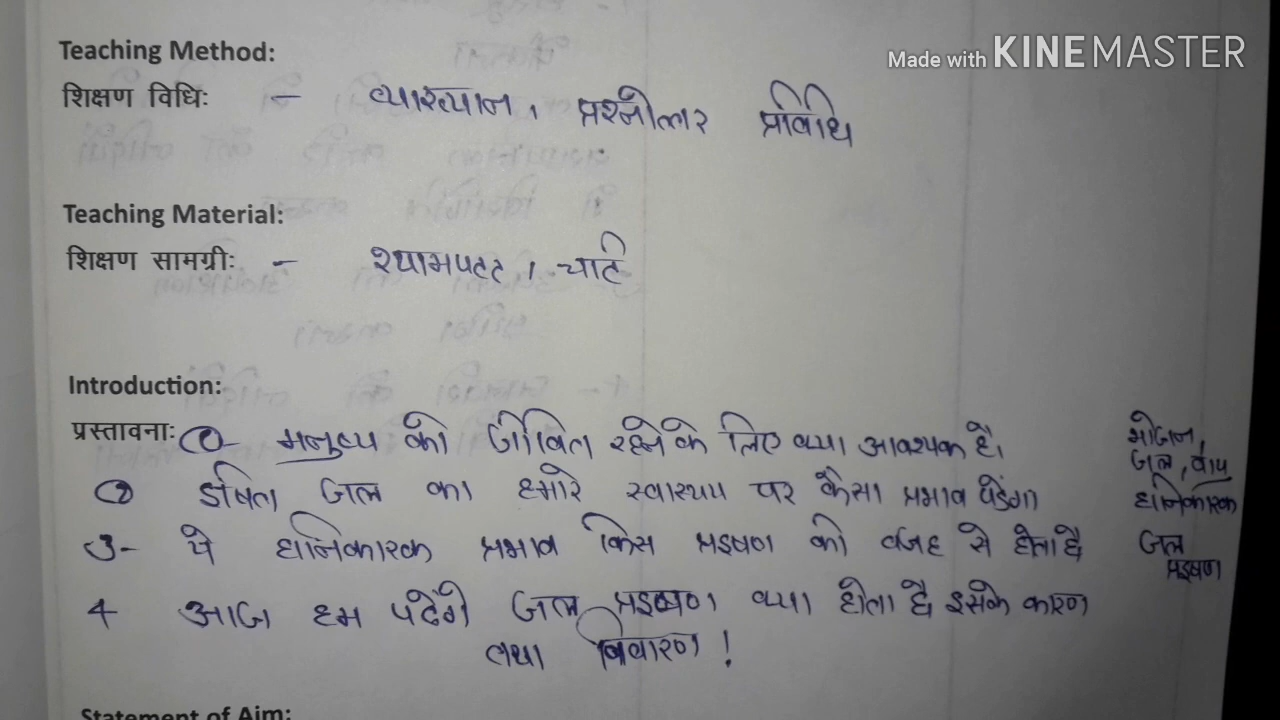 Made with KINEMASTER
Teaching Method:
शिक्षण विधिः - व्याख्यान, प्रश्नोत्तर प्रविधि
Teaching Material:
शिक्षण सामग्रीः - श्यामपटट, चार्ट
Introduction:
प्रस्तावनाः ①- मनुष्य को जीवित रहने के लिए क्या आवश्यक है। भोजन, जल, वायु
② दूषित जल का हमारे स्वास्थय पर कैसा प्रभाव पडेंगा हानिकारक
3- ये हानिकारक प्रभाव किस प्रदूषण की वजह से होता है जल प्रदूषण
4 आज हम पढेंगे जल प्रदूषण क्या होता है इसके कारण
तथा निवारण !
Statement of Aim: